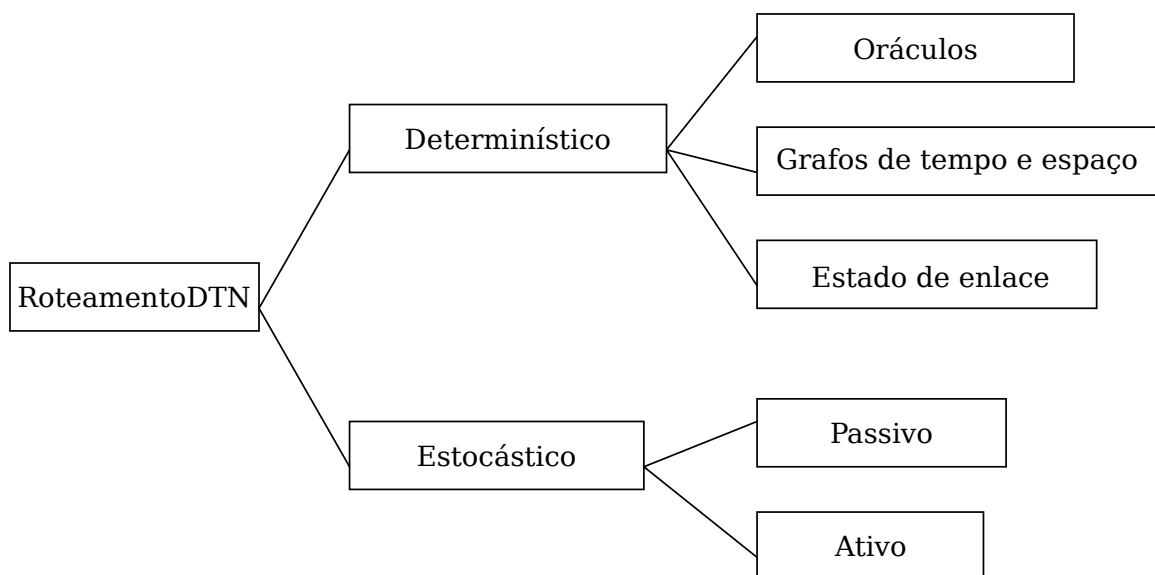 Oráculos
Determinístico
Grafos de tempo e espaço
Estado de enlace
RoteamentoDTN
Passivo
Estocástico
Ativo